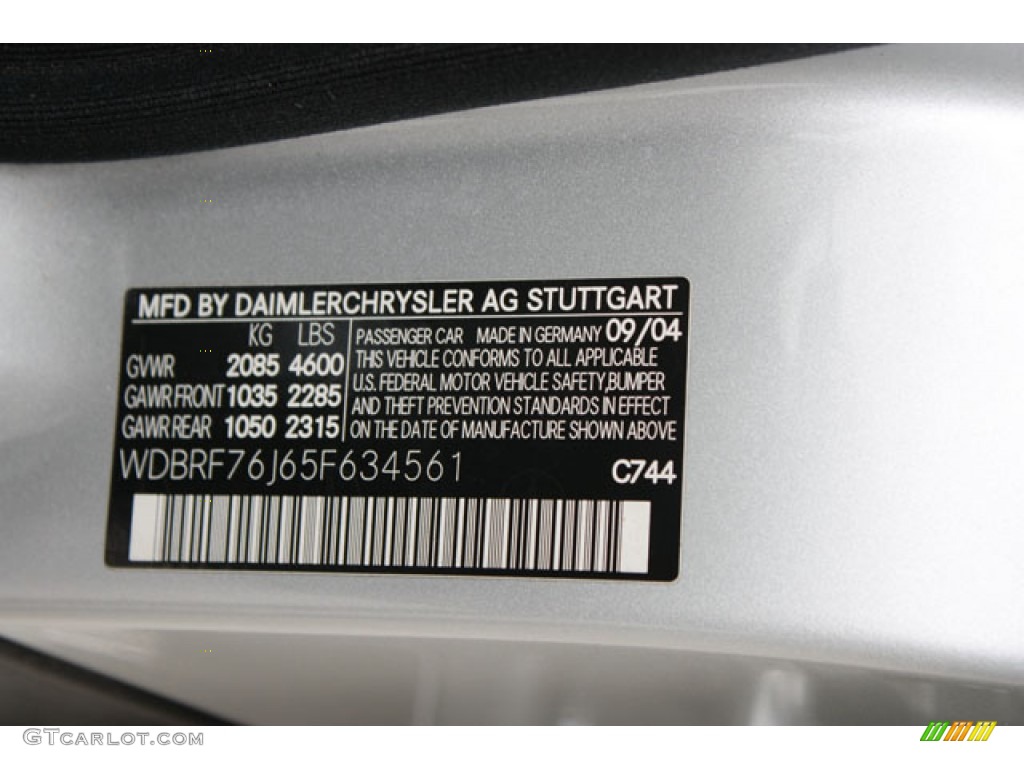 MFD BY DAIMLERCHRYSLER AG STUTTGART
KG LBS
GVWR 2085 4600
GAWR FRONT 1035 2285
GAWR REAR 1050 2315
PASSENGER CAR MADE IN GERMANY 09/04
THIS VEHICLE CONFORMS TO ALL APPLICABLE
U.S. FEDERAL MOTOR VEHICLE SAFETY,BUMPER
AND THEFT PREVENTION STANDARDS IN EFFECT
ON THE DATE OF MANUFACTURE SHOWN ABOVE
WDBRF76J65F634561 C744
GTCARLOT.COM